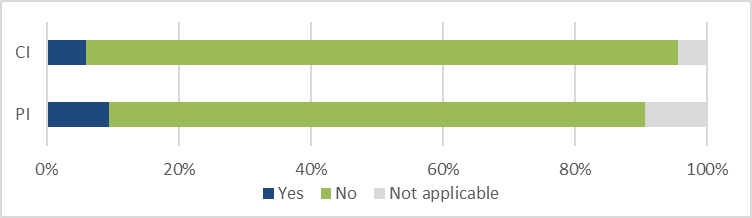 CI
PI
0% 20% 40% 60% 80% 100%
Yes No Not applicable